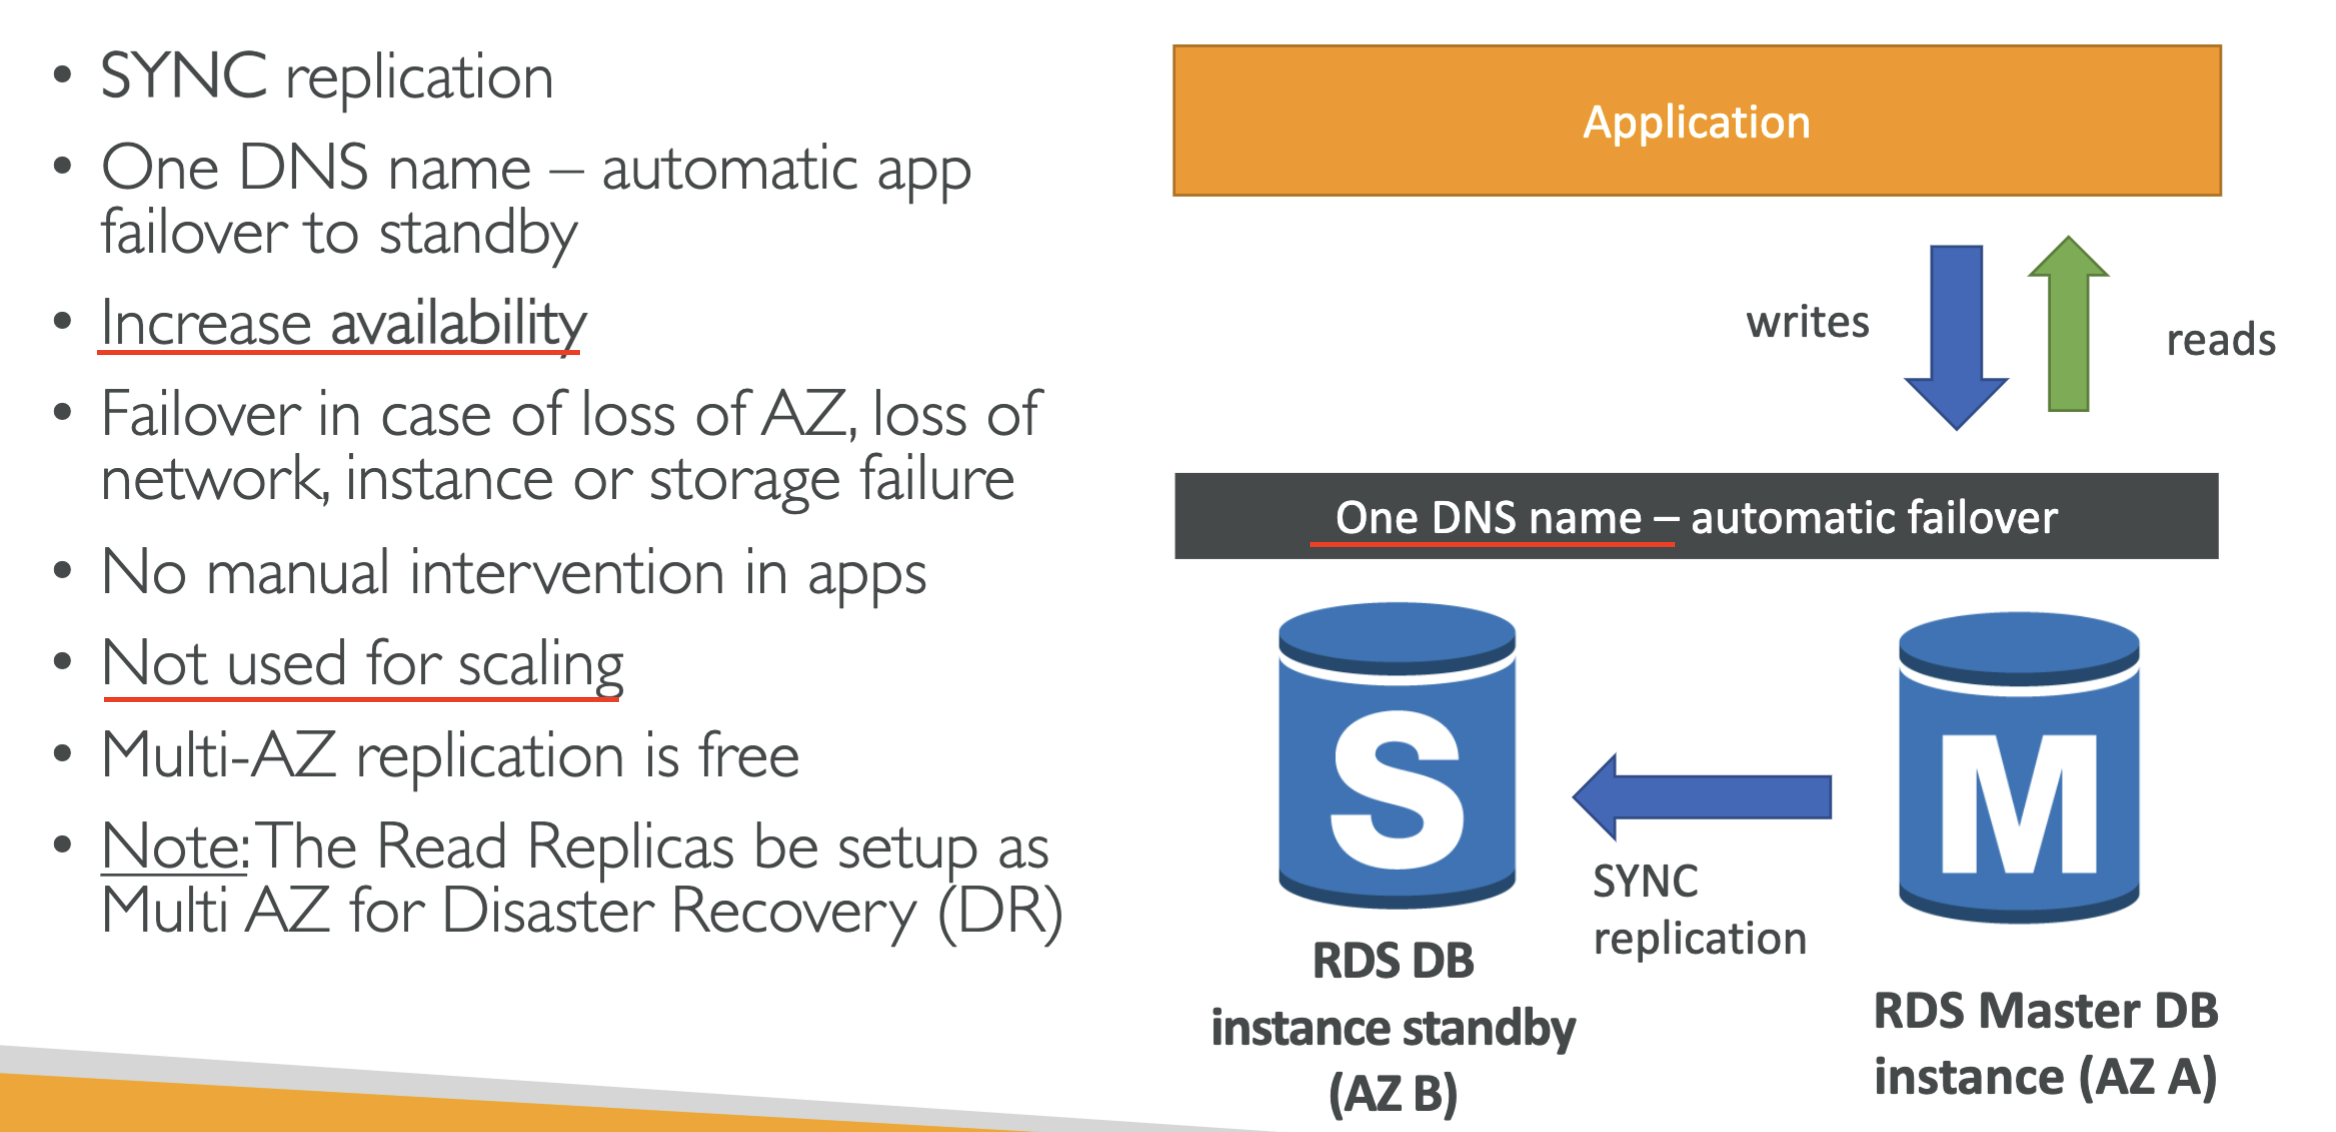 • SYNC replication
• One DNS name – automatic app
failover to standby
• Increase availability
• Failover in case of loss of AZ, loss of
network, instance or storage failure
• No manual intervention in apps
• Not used for scaling
• Multi-AZ replication is free
• Note: The Read Replicas be setup as
Multi AZ for Disaster Recovery (DR)
Application
writes
reads
One DNS name – automatic failover
S
M
SYNC
replication
RDS DB
instance standby
(AZ B)
RDS Master DB
instance (AZ A)